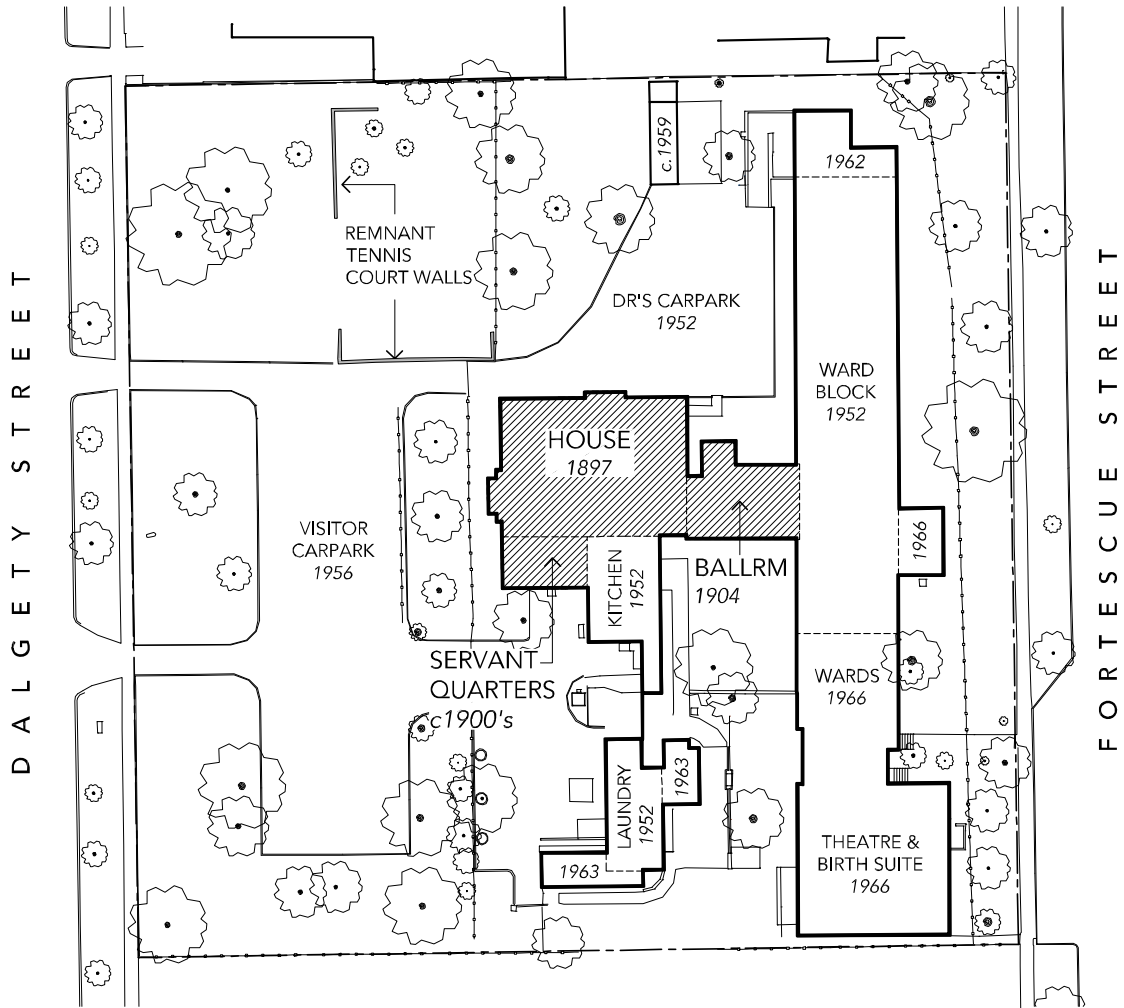 c.1959
1962
REMNANT
TENNIS
COURT WALLS
DR'S CARPARK
1952
DALGETY STREET
FORTESCUE STREET
WARD
BLOCK
1952
HOUSE
1897
VISITOR
CARPARK
1956
1966
KITCHEN
1952
BALLRM
1904
SERVANT
QUARTERS
c1900's
WARDS
1966
LAUNDRY
1952
1963
THEATRE &
BIRTH SUITE
1966
1963